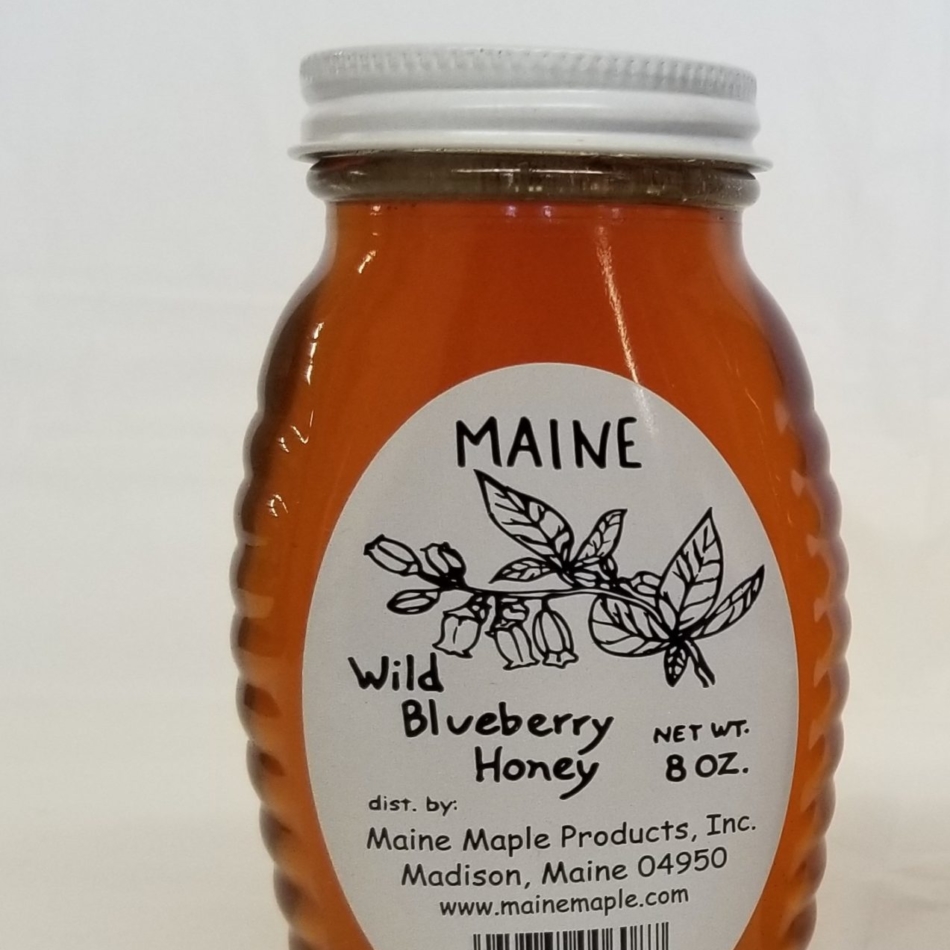 MAINE
Wild
Blueberry
Honey
NET WT.
8 OZ.
dist. by:
Maine Maple Products, Inc.
Madison, Maine 04950
www.mainemaple.com